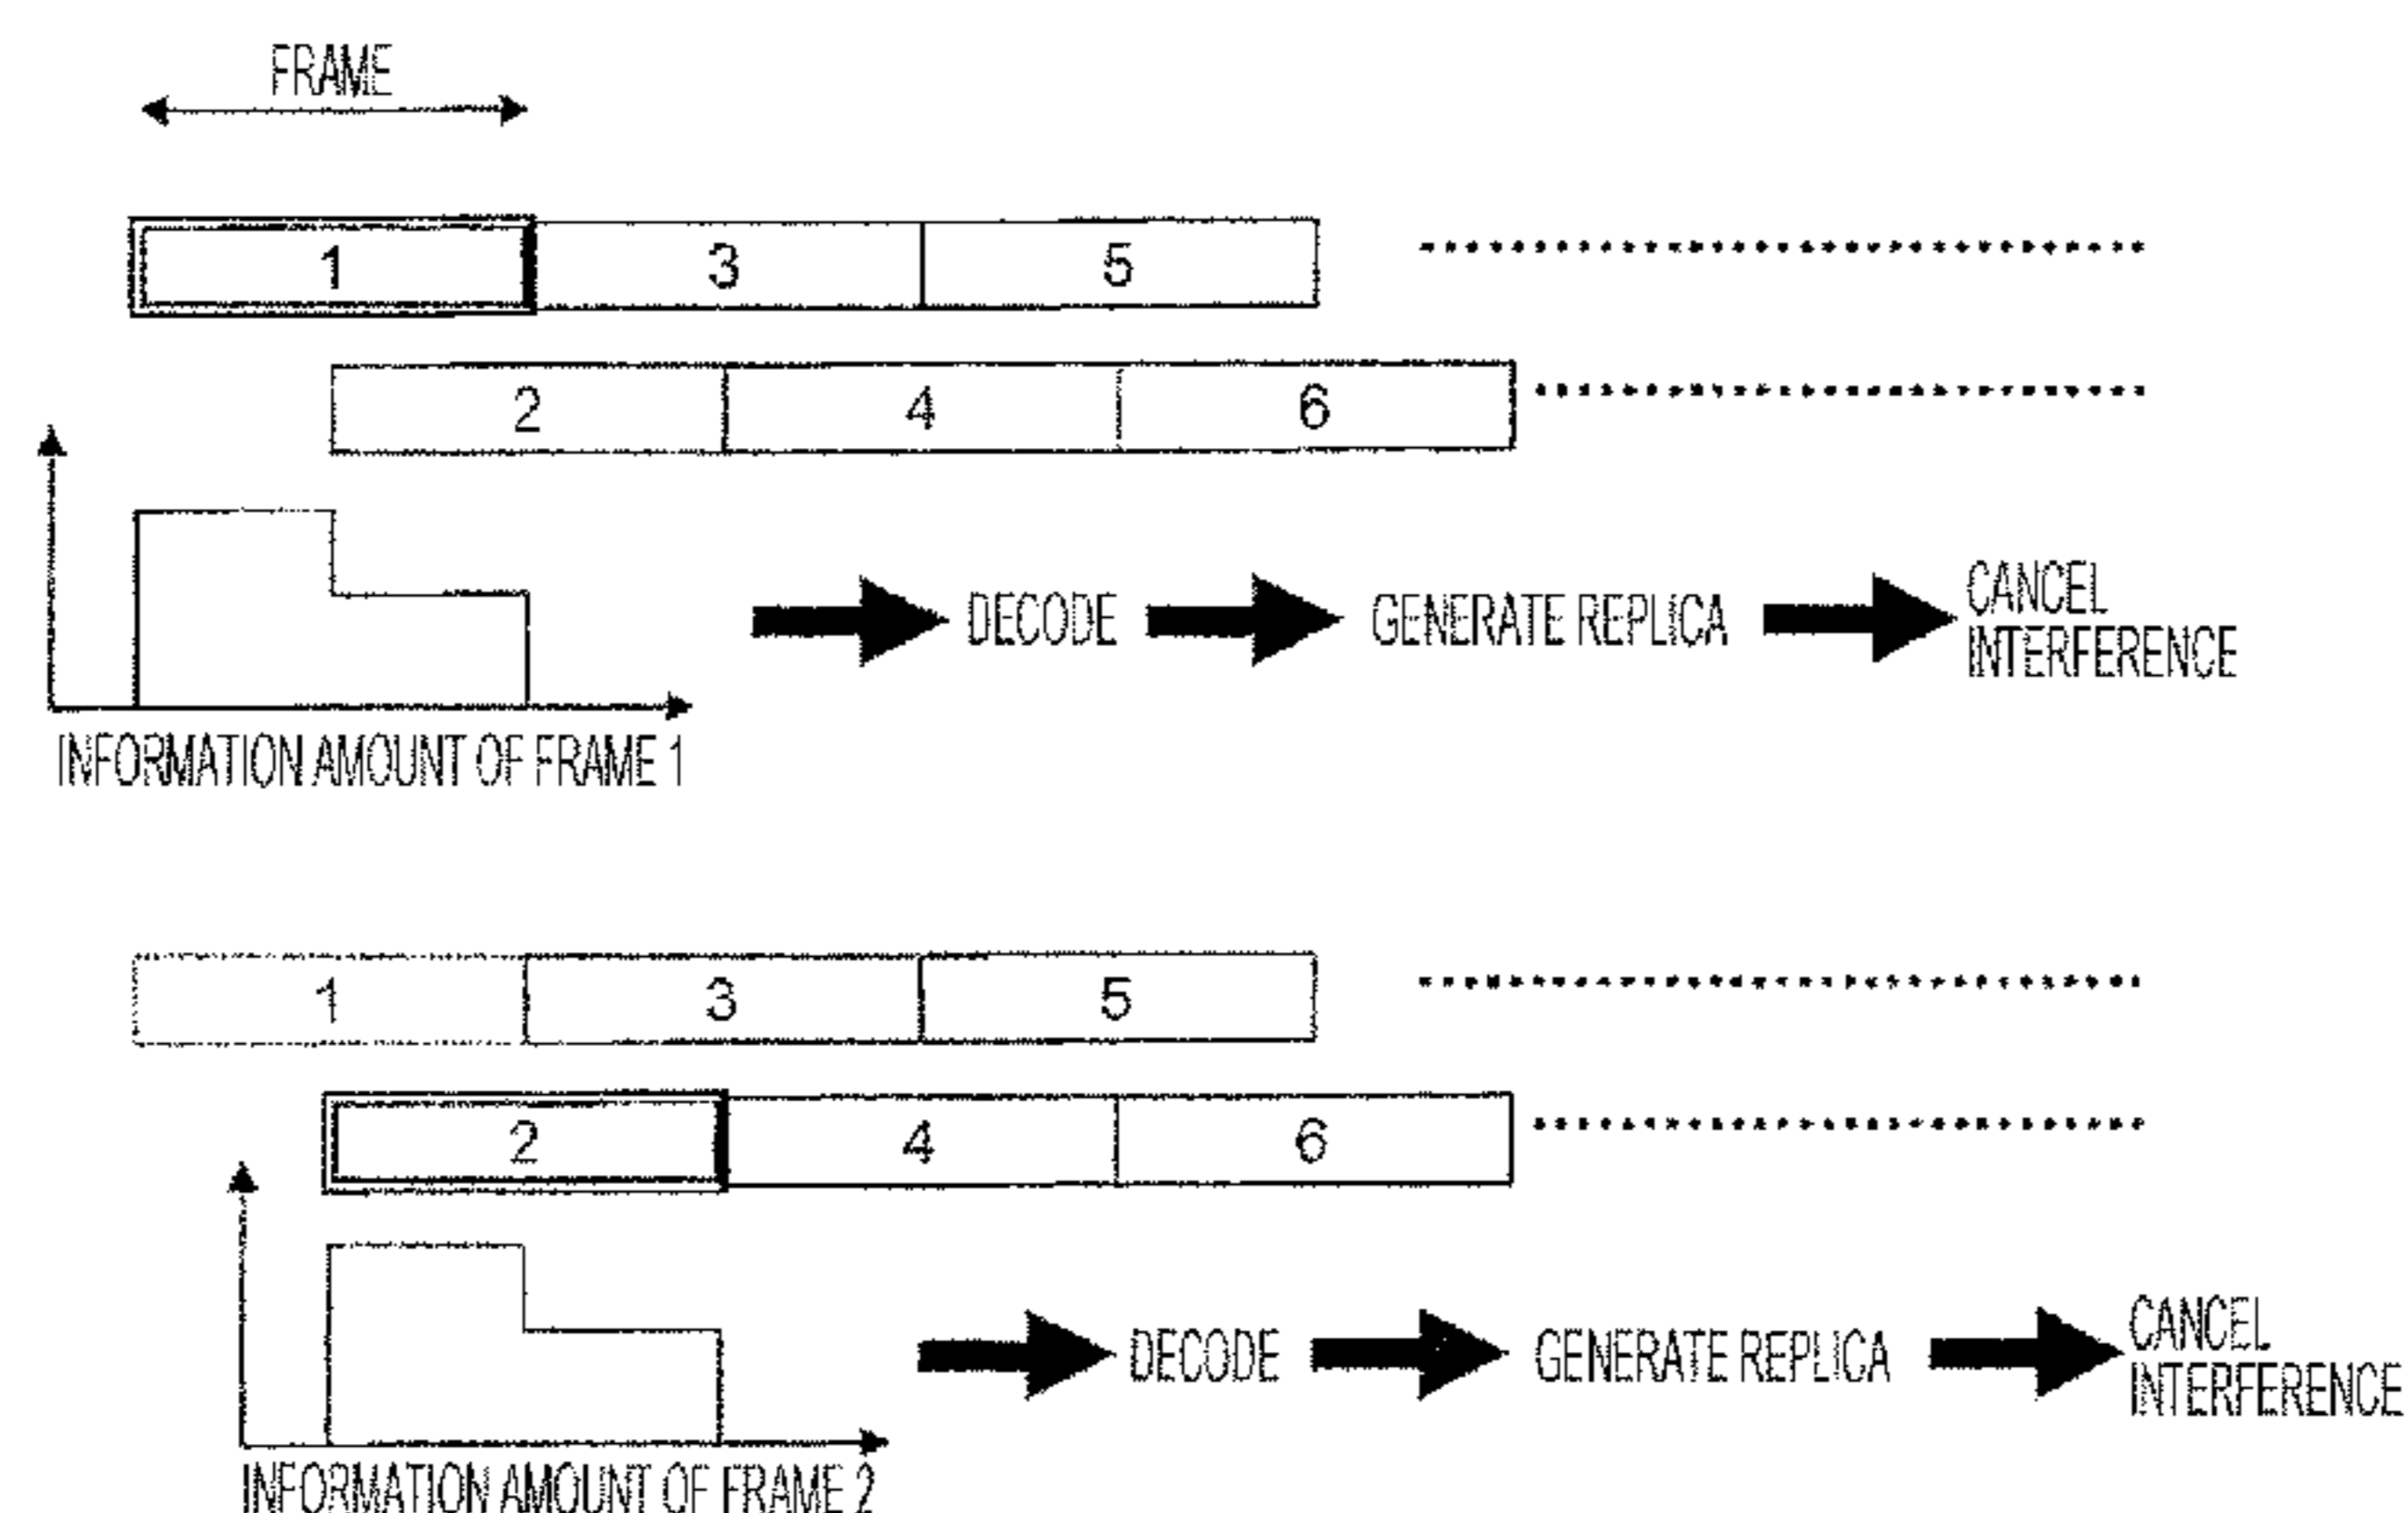 FRAME
1 3 5
2 4 6
DECODE GENERATE REPLICA CANCEL
INTERFERENCE
INFORMATION AMOUNT OF FRAME 1
1 3 5
2 4 6
DECODE GENERATE REPLICA CANCEL
INTERFERENCE
INFORMATION AMOUNT OF FRAME 2